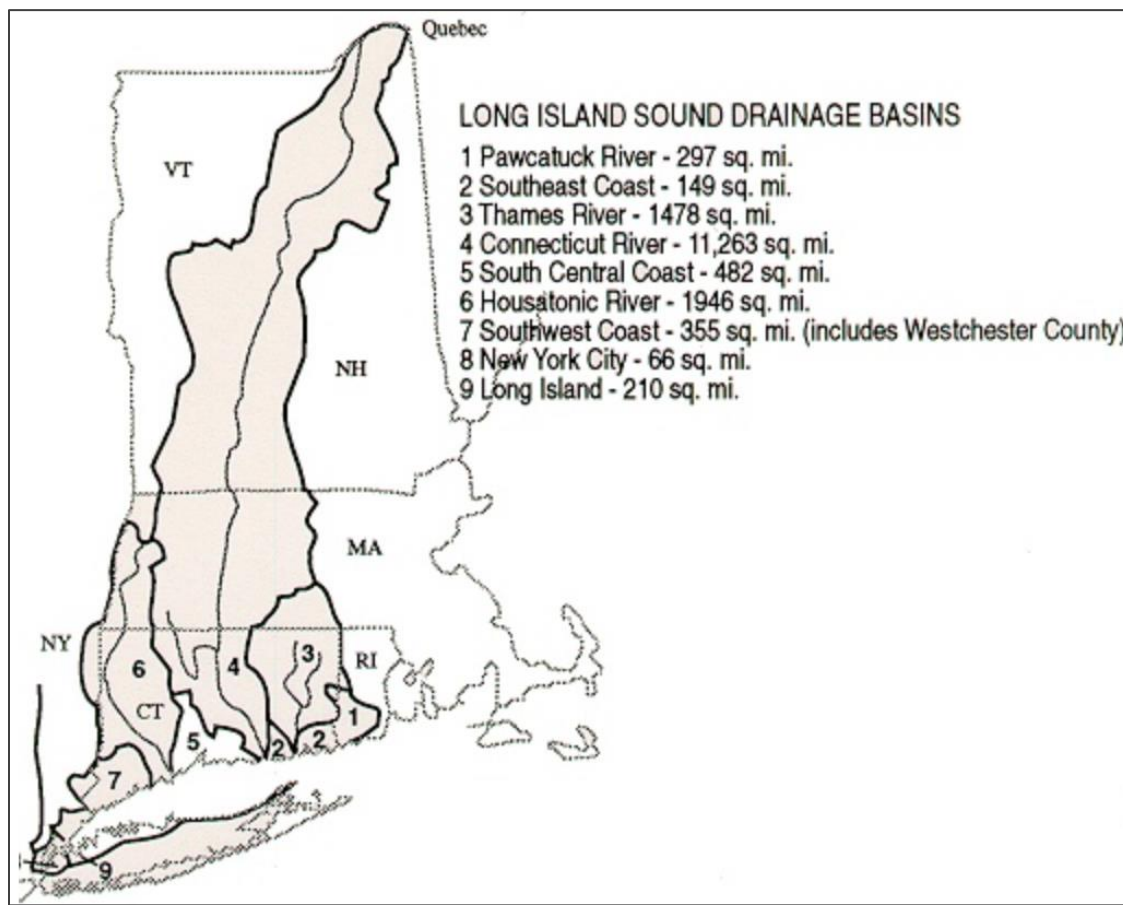 Quebec
LONG ISLAND SOUND DRAINAGE BASINS
1 Pawcatuck River - 297 sq. mi.
2 Southeast Coast - 149 sq. mi.
3 Thames River - 1478 sq. mi.
4 Connecticut River - 11,263 sq. mi.
5 South Central Coast - 482 sq. mi.
6 Housatonic River - 1946 sq. mi.
7 Southwest Coast - 355 sq. mi. (includes Westchester County)
8 New York City - 66 sq. mi.
9 Long Island - 210 sq. mi.
VT
NH
MA
NY
6
4
3
RI
CT
5
2
2
1
7
9